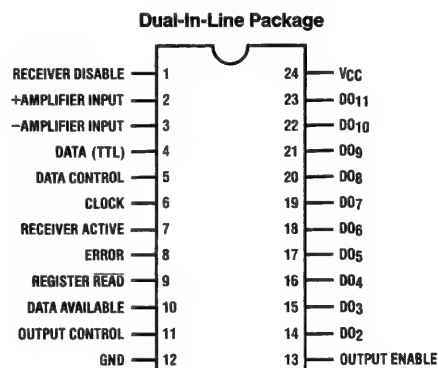 Dual-In-Line Package
RECEIVER DISABLE 1 24 VCC
+AMPLIFIER INPUT 2 23 DO11
−AMPLIFIER INPUT 3 22 DO10
DATA (TTL) 4 21 DO9
DATA CONTROL 5 20 DO8
CLOCK 6 19 DO7
RECEIVER ACTIVE 7 18 DO6
ERROR 8 17 DO5
REGISTER READ 9 16 DO4
DATA AVAILABLE 10 15 DO3
OUTPUT CONTROL 11 14 DO2
GND 12 13 OUTPUT ENABLE